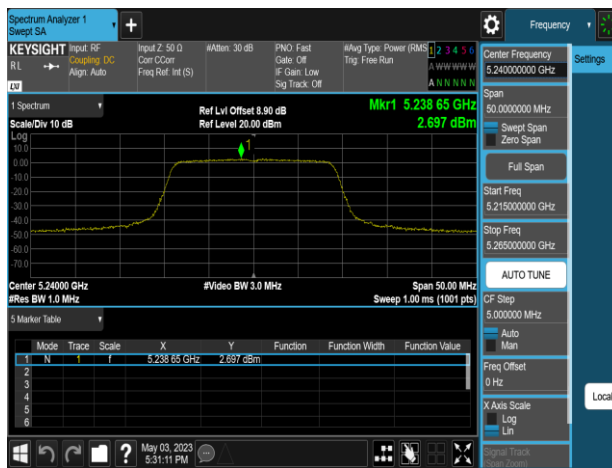 Spectrum Analyzer 1
Swept SA
Frequency
KEYSIGHT
RL
Input: RF
Coupling: DC
Align: Auto
Input Z: 50 Ω
Corr CCorr
Freq Ref: Int (S)
#Atten: 30 dB
PNO: Fast
Gate: Off
IF Gain: Low
Sig Track: Off
#Avg Type: Power (RMS
Trig: Free Run
1 2 3 4 5 6
A W W W W W
A N N N N N
LXI
1 Spectrum
Scale/Div 10 dB
Log
Ref Lvl Offset 8.90 dB
Ref Level 20.00 dBm
Mkr1 5.238 65 GHz
2.697 dBm
1
10.0
0.00
-10.0
-20.0
-30.0
-40.0
-50.0
-60.0
-70.0
Center 5.24000 GHz
#Video BW 3.0 MHz
Span 50.00 MHz
#Res BW 1.0 MHz
Sweep 1.00 ms (1001 pts)
5 Marker Table
Mode Trace Scale X Y Function Function Width Function Value
1 N 1 f 5.238 65 GHz 2.697 dBm
2
3
4
5
6
May 03, 2023
5:31:11 PM
Center Frequency
5.240000000 GHz
Settings
Span
50.0000000 MHz
Swept Span
Zero Span
Full Span
Start Freq
5.215000000 GHz
Stop Freq
5.265000000 GHz
AUTO TUNE
CF Step
5.000000 MHz
Auto
Man
Freq Offset
0 Hz
Local
X Axis Scale
Log
Lin
Signal Track
(Span Zoom)